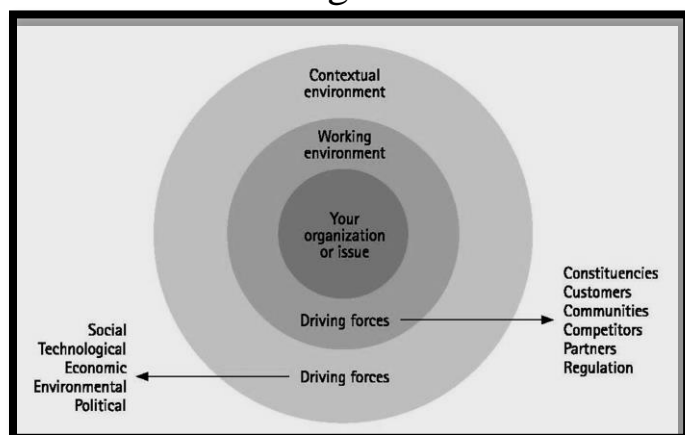 Contextual
environment
Working
environment
Your
organization
or issue
Driving forces
Constituencies
Customers
Communities
Competitors
Partners
Regulation
Driving forces
Social
Technological
Economic
Environmental
Political